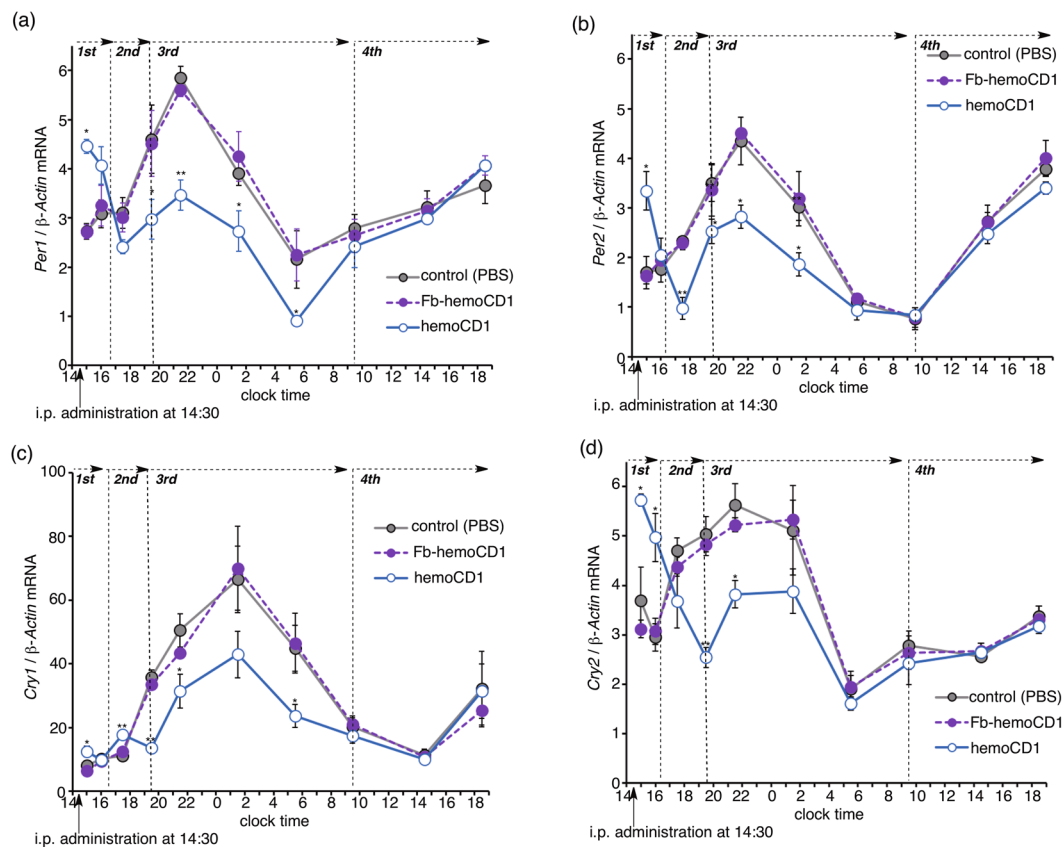 (a)
1st 2nd 3rd 4th
Per1 / β-Actin mRNA
6
5
4
3
2
1
0
*
**
*
*
*
control (PBS)
Fb-hemoCD1
hemoCD1
14 16 18 20 22 0 2 4 6 8 10 12 14 16 18
clock time
i.p. administration at 14:30
(b)
1st 2nd 3rd 4th
Per2 / β-Actin mRNA
6
5
4
3
2
1
0
*
**
*
*
*
control (PBS)
Fb-hemoCD1
hemoCD1
14 16 18 20 22 0 2 4 6 8 10 12 14 16 18
clock time
i.p. administration at 14:30
(c)
1st 2nd 3rd 4th
Cry1 / β-Actin mRNA
100
80
60
40
20
0
*
**
**
*
*
control (PBS)
Fb-hemoCD1
hemoCD1
14 16 18 20 22 0 2 4 6 8 10 12 14 16 18
clock time
i.p. administration at 14:30
(d)
1st 2nd 3rd 4th
Cry2 / β-Actin mRNA
6
5
4
3
2
1
0
*
*
**
*
control (PBS)
Fb-hemoCD1
hemoCD1
14 16 18 20 22 0 2 4 6 8 10 12 14 16 18
clock time
i.p. administration at 14:30